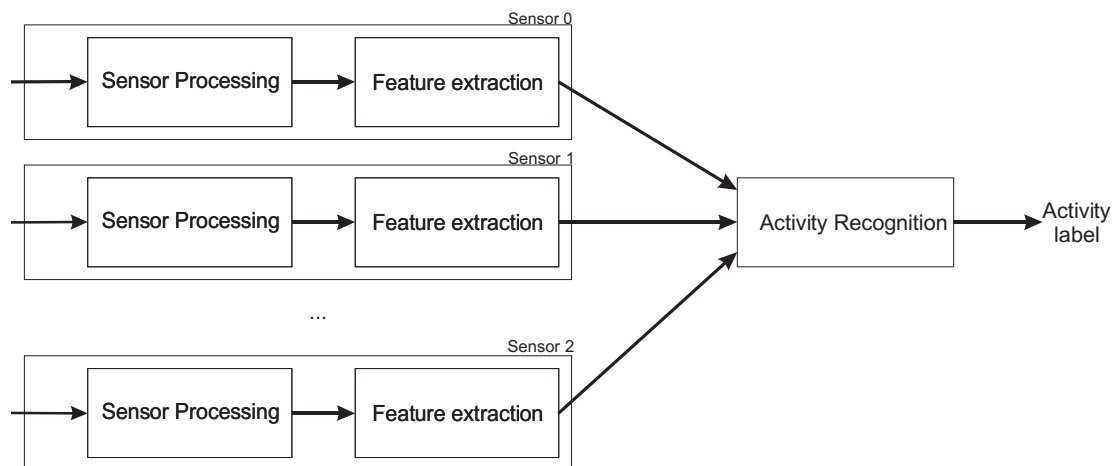 Sensor 0
Sensor Processing
Feature extraction
Sensor 1
Sensor Processing
Feature extraction
Activity Recognition
Activity
label
...
Sensor 2
Sensor Processing
Feature extraction